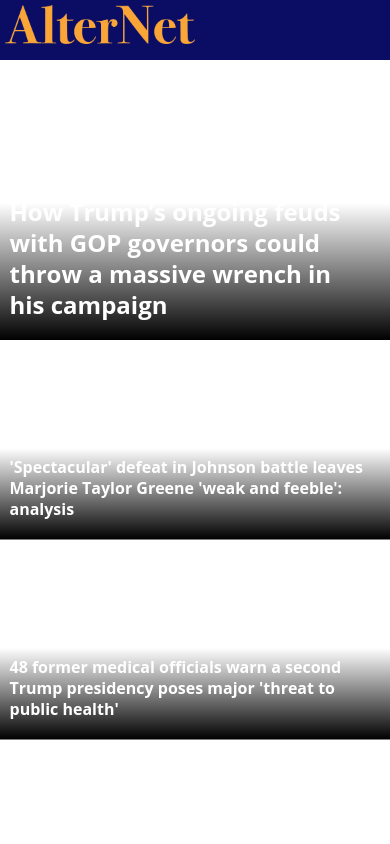 AlterNet
How Trump's ongoing feuds
with GOP governors could
throw a massive wrench in
his campaign
'Spectacular' defeat in Johnson battle leaves
Marjorie Taylor Greene 'weak and feeble':
analysis
48 former medical officials warn a second
Trump presidency poses major 'threat to
public health'